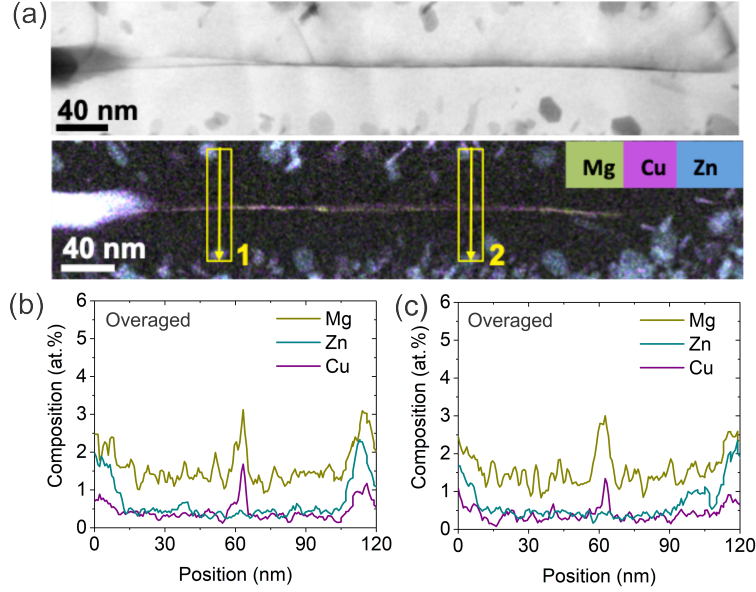 (a)
40 nm
Mg Cu Zn
1
2
40 nm
(b)
Overaged
Mg
Zn
Cu
Composition (at.%)
6
5
4
3
2
1
0
0 30 60 90 120
Position (nm)
(c)
Overaged
Mg
Zn
Cu
Composition (at.%)
6
5
4
3
2
1
0
0 30 60 90 120
Position (nm)